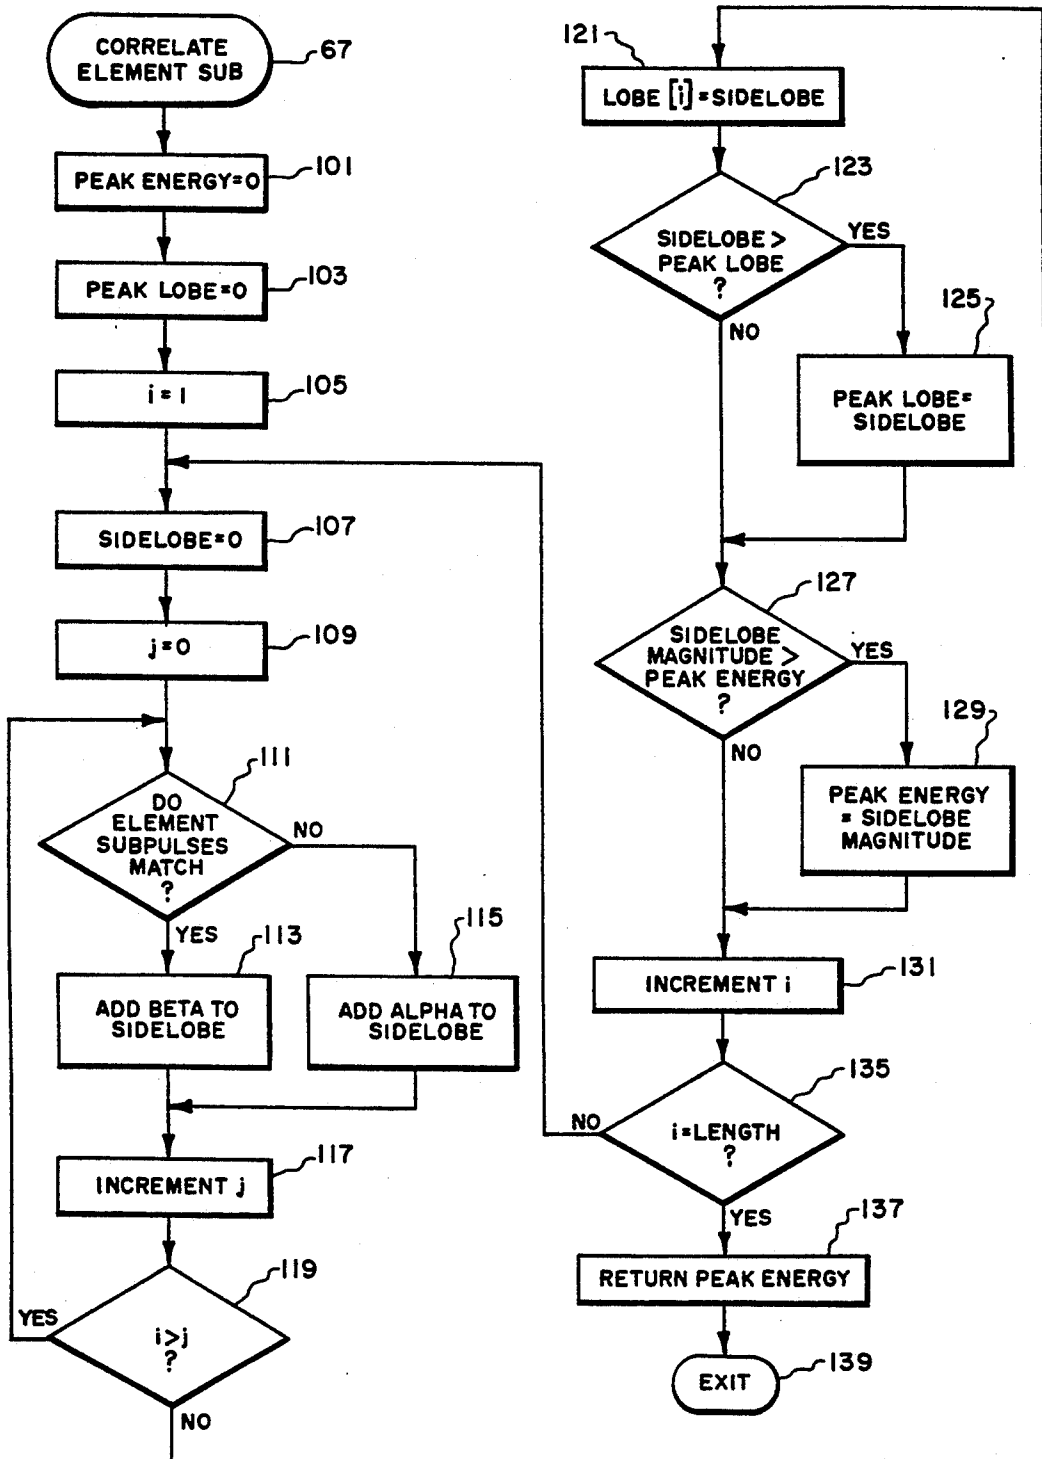 CORRELATE
ELEMENT SUB
67
PEAK ENERGY=0
101
PEAK LOBE=0
103
i = 1
105
SIDELOBE=0
107
j=0
109
DO
ELEMENT
SUBPULSES
MATCH
?
111
NO
YES
ADD BETA TO
SIDELOBE
113
ADD ALPHA TO
SIDELOBE
115
INCREMENT j
117
i>j
?
119
YES
NO
LOBE [i]=SIDELOBE
121
SIDELOBE >
PEAK LOBE
?
123
YES
NO
PEAK LOBE=
SIDELOBE
125
SIDELOBE
MAGNITUDE >
PEAK ENERGY
?
127
YES
NO
PEAK ENERGY
= SIDELOBE
MAGNITUDE
129
INCREMENT i
131
i=LENGTH
?
135
NO
YES
RETURN PEAK ENERGY
137
EXIT
139